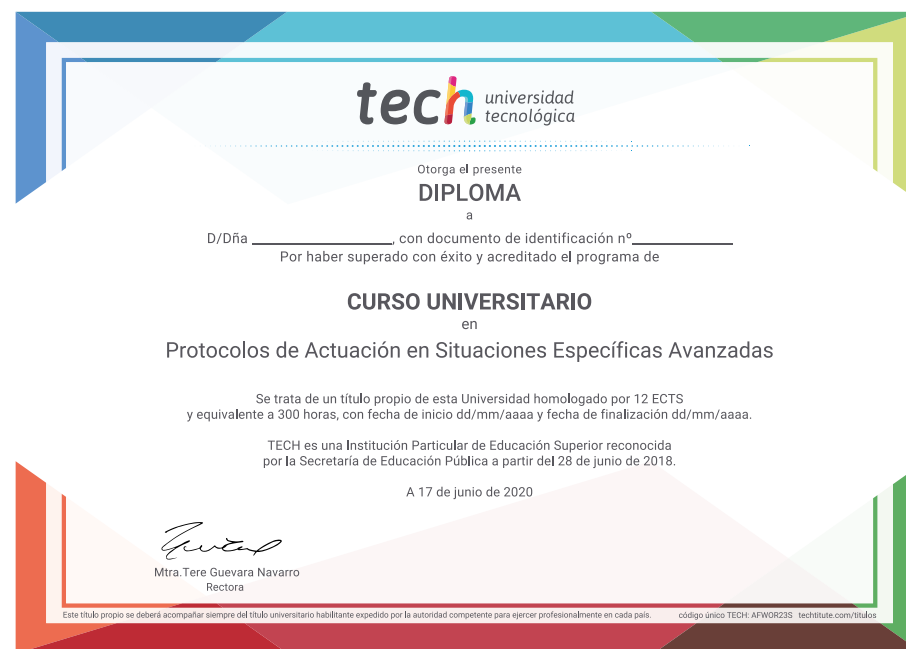 tech universidad
tecnológica
Otorga el presente
DIPLOMA
a
D/Dña ____________________, con documento de identificación nº______________
Por haber superado con éxito y acreditado el programa de
CURSO UNIVERSITARIO
en
Protocolos de Actuación en Situaciones Específicas Avanzadas
Se trata de un título propio de esta Universidad homologado por 12 ECTS
y equivalente a 300 horas, con fecha de inicio dd/mm/aaaa y fecha de finalización dd/mm/aaaa.
TECH es una Institución Particular de Educación Superior reconocida
por la Secretaría de Educación Pública a partir del 28 de junio de 2018.
A 17 de junio de 2020
Mtra.Tere Guevara Navarro
Rectora
Este título propio se deberá acompañar siempre del título universitario habilitante expedido por la autoridad competente para ejercer profesionalmente en cada país. código único TECH: AFWOR23S techtitute.com/titulos